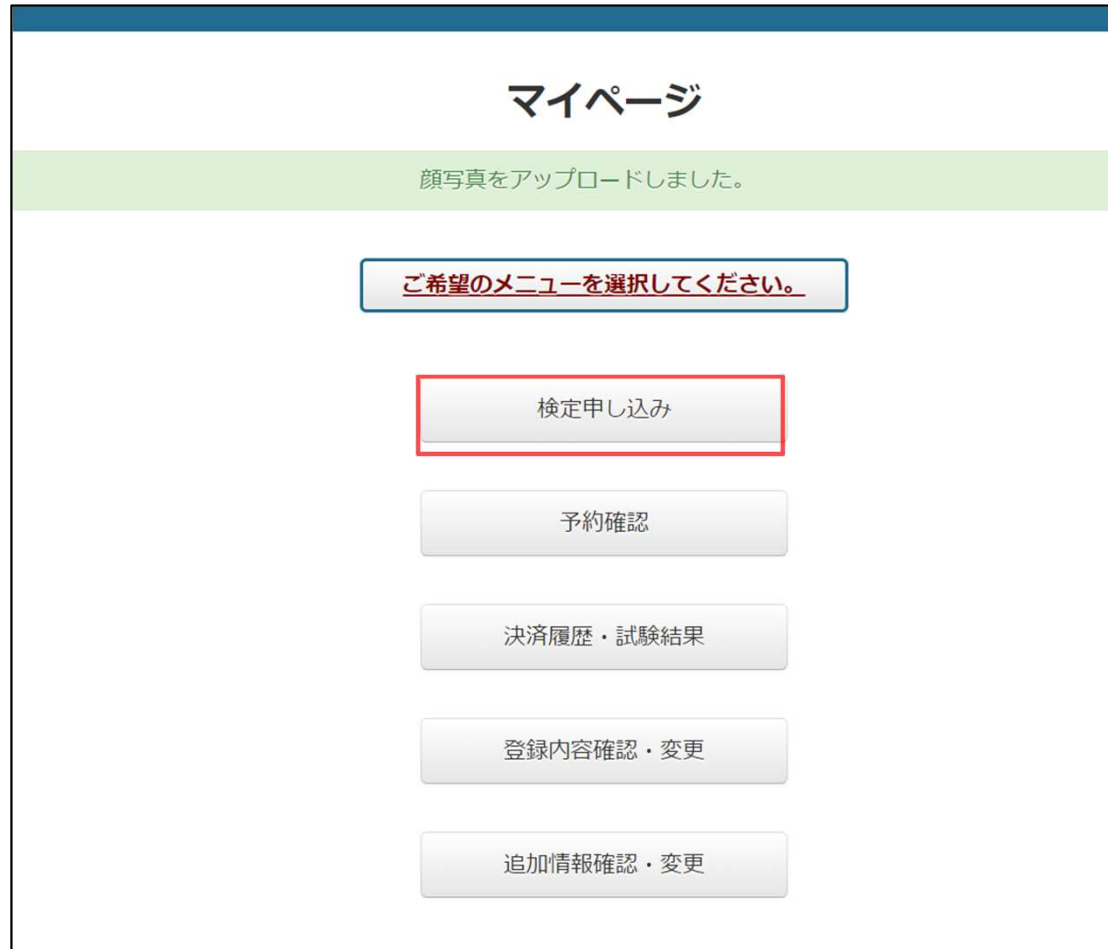 マイページ
顔写真をアップロードしました。
ご希望のメニューを選択してください。
検定申し込み
予約確認
決済履歴・試験結果
登録内容確認・変更
追加情報確認・変更